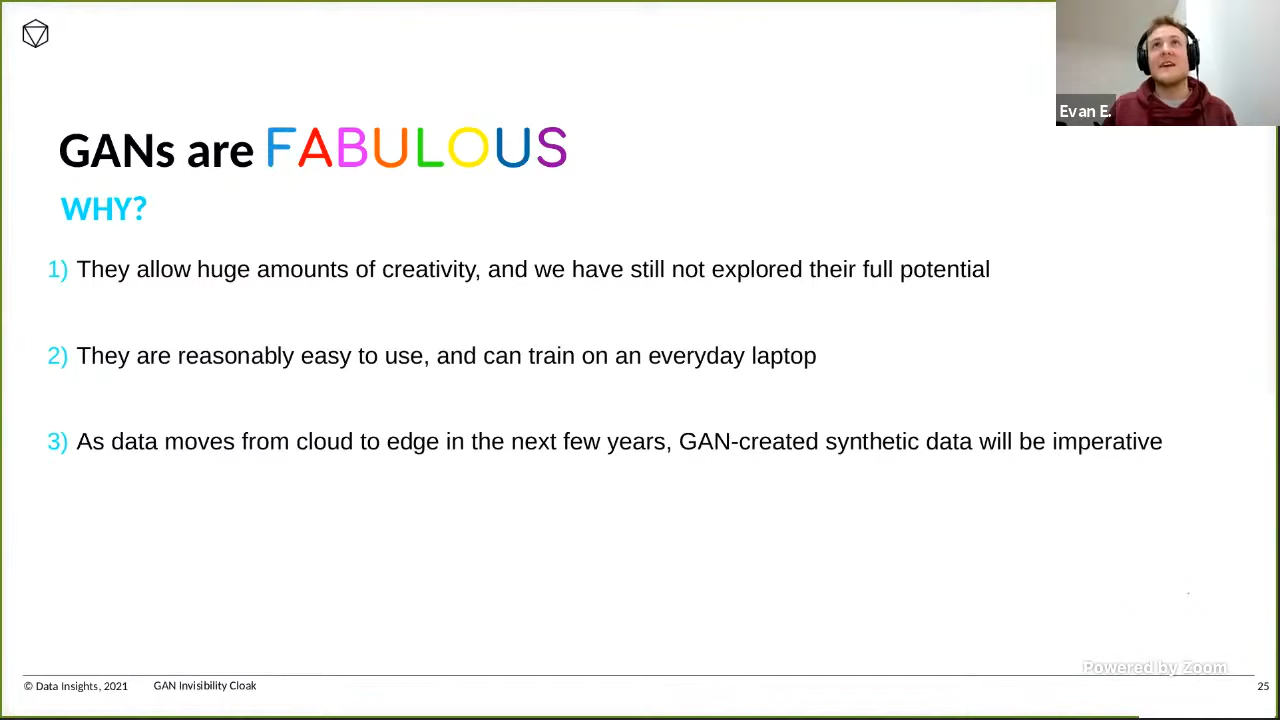 Evan E.
GANs are FABULOUS
WHY?
1) They allow huge amounts of creativity, and we have still not explored their full potential
2) They are reasonably easy to use, and can train on an everyday laptop
3) As data moves from cloud to edge in the next few years, GAN-created synthetic data will be imperative
Powered by Zoom
© Data Insights, 2021 GAN Invisibility Cloak 25